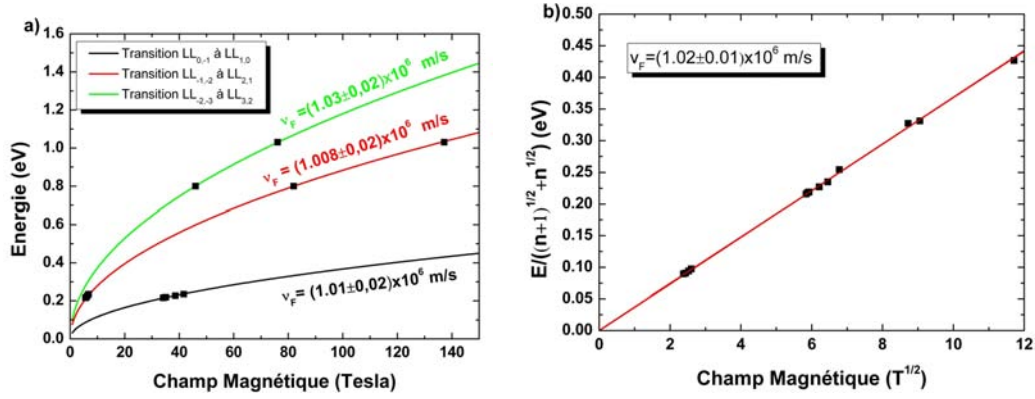 a)
1.6
1.4
1.2
1.0
0.8
0.6
0.4
0.2
0.0
Energie (eV)
Transition LL0,-1 à LL1,0
Transition LL-1,-2 à LL2,1
Transition LL-2,-3 à LL3,2
νF=(1.03±0,02)x10^6 m/s
νF = (1.008±0,02)x10^6 m/s
νF = (1.01±0,02)x10^6 m/s
0 20 40 60 80 100 120 140
Champ Magnétique (Tesla)
b)
0.50
0.45
0.40
0.35
0.30
0.25
0.20
0.15
0.10
0.05
0.00
E/((n+1)^1/2+n^1/2) (eV)
νF=(1.02±0.01)x10^6 m/s
0 2 4 6 8 10 12
Champ Magnétique (T^1/2)